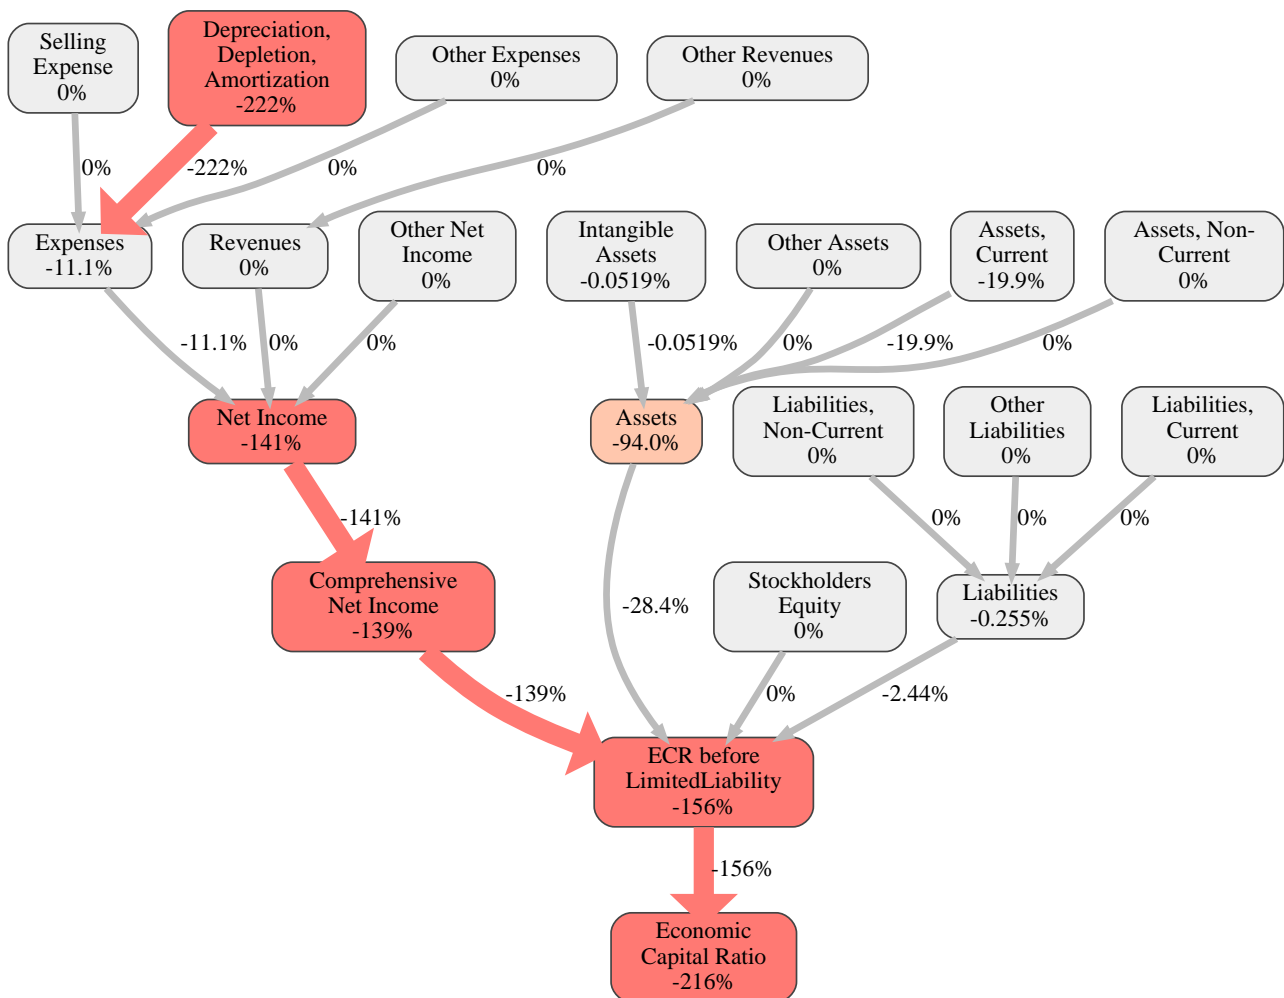 Selling
Expense
0%
Depreciation,
Depletion,
Amortization
-222%
Other Expenses
0%
Other Revenues
0%
0%
-222%
0%
0%
Expenses
-11.1%
Revenues
0%
Other Net
Income
0%
Intangible
Assets
-0.0519%
Other Assets
0%
Assets,
Current
-19.9%
Assets, Non-
Current
0%
-11.1%
0%
0%
-0.0519%
0%
-19.9%
0%
Net Income
-141%
Assets
-94.0%
Liabilities,
Non-Current
0%
Other
Liabilities
0%
Liabilities,
Current
0%
-141%
0%
0%
0%
Comprehensive
Net Income
-139%
-28.4%
Stockholders
Equity
0%
Liabilities
-0.255%
-139%
0%
-2.44%
ECR before
LimitedLiability
-156%
-156%
Economic
Capital Ratio
-216%